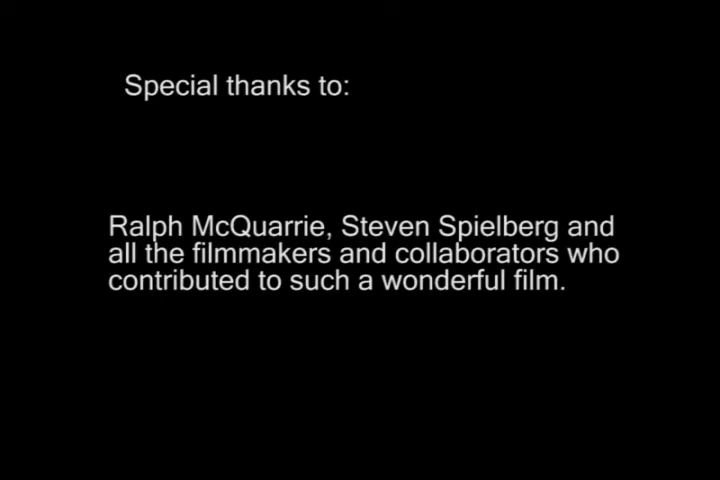 Special thanks to:
Ralph McQuarrie, Steven Spielberg and
all the filmmakers and collaborators who
contributed to such a wonderful film.